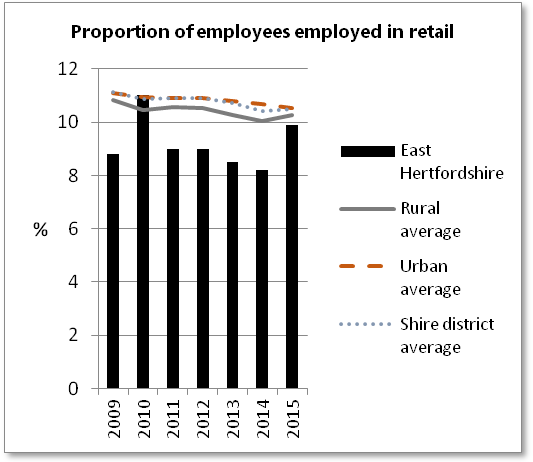 Proportion of employees employed in retail
12
10
8
6
4
2
0
%
2009 2010 2011 2012 2013 2014 2015
East
Hertfordshire
Rural
average
Urban
average
Shire district
average